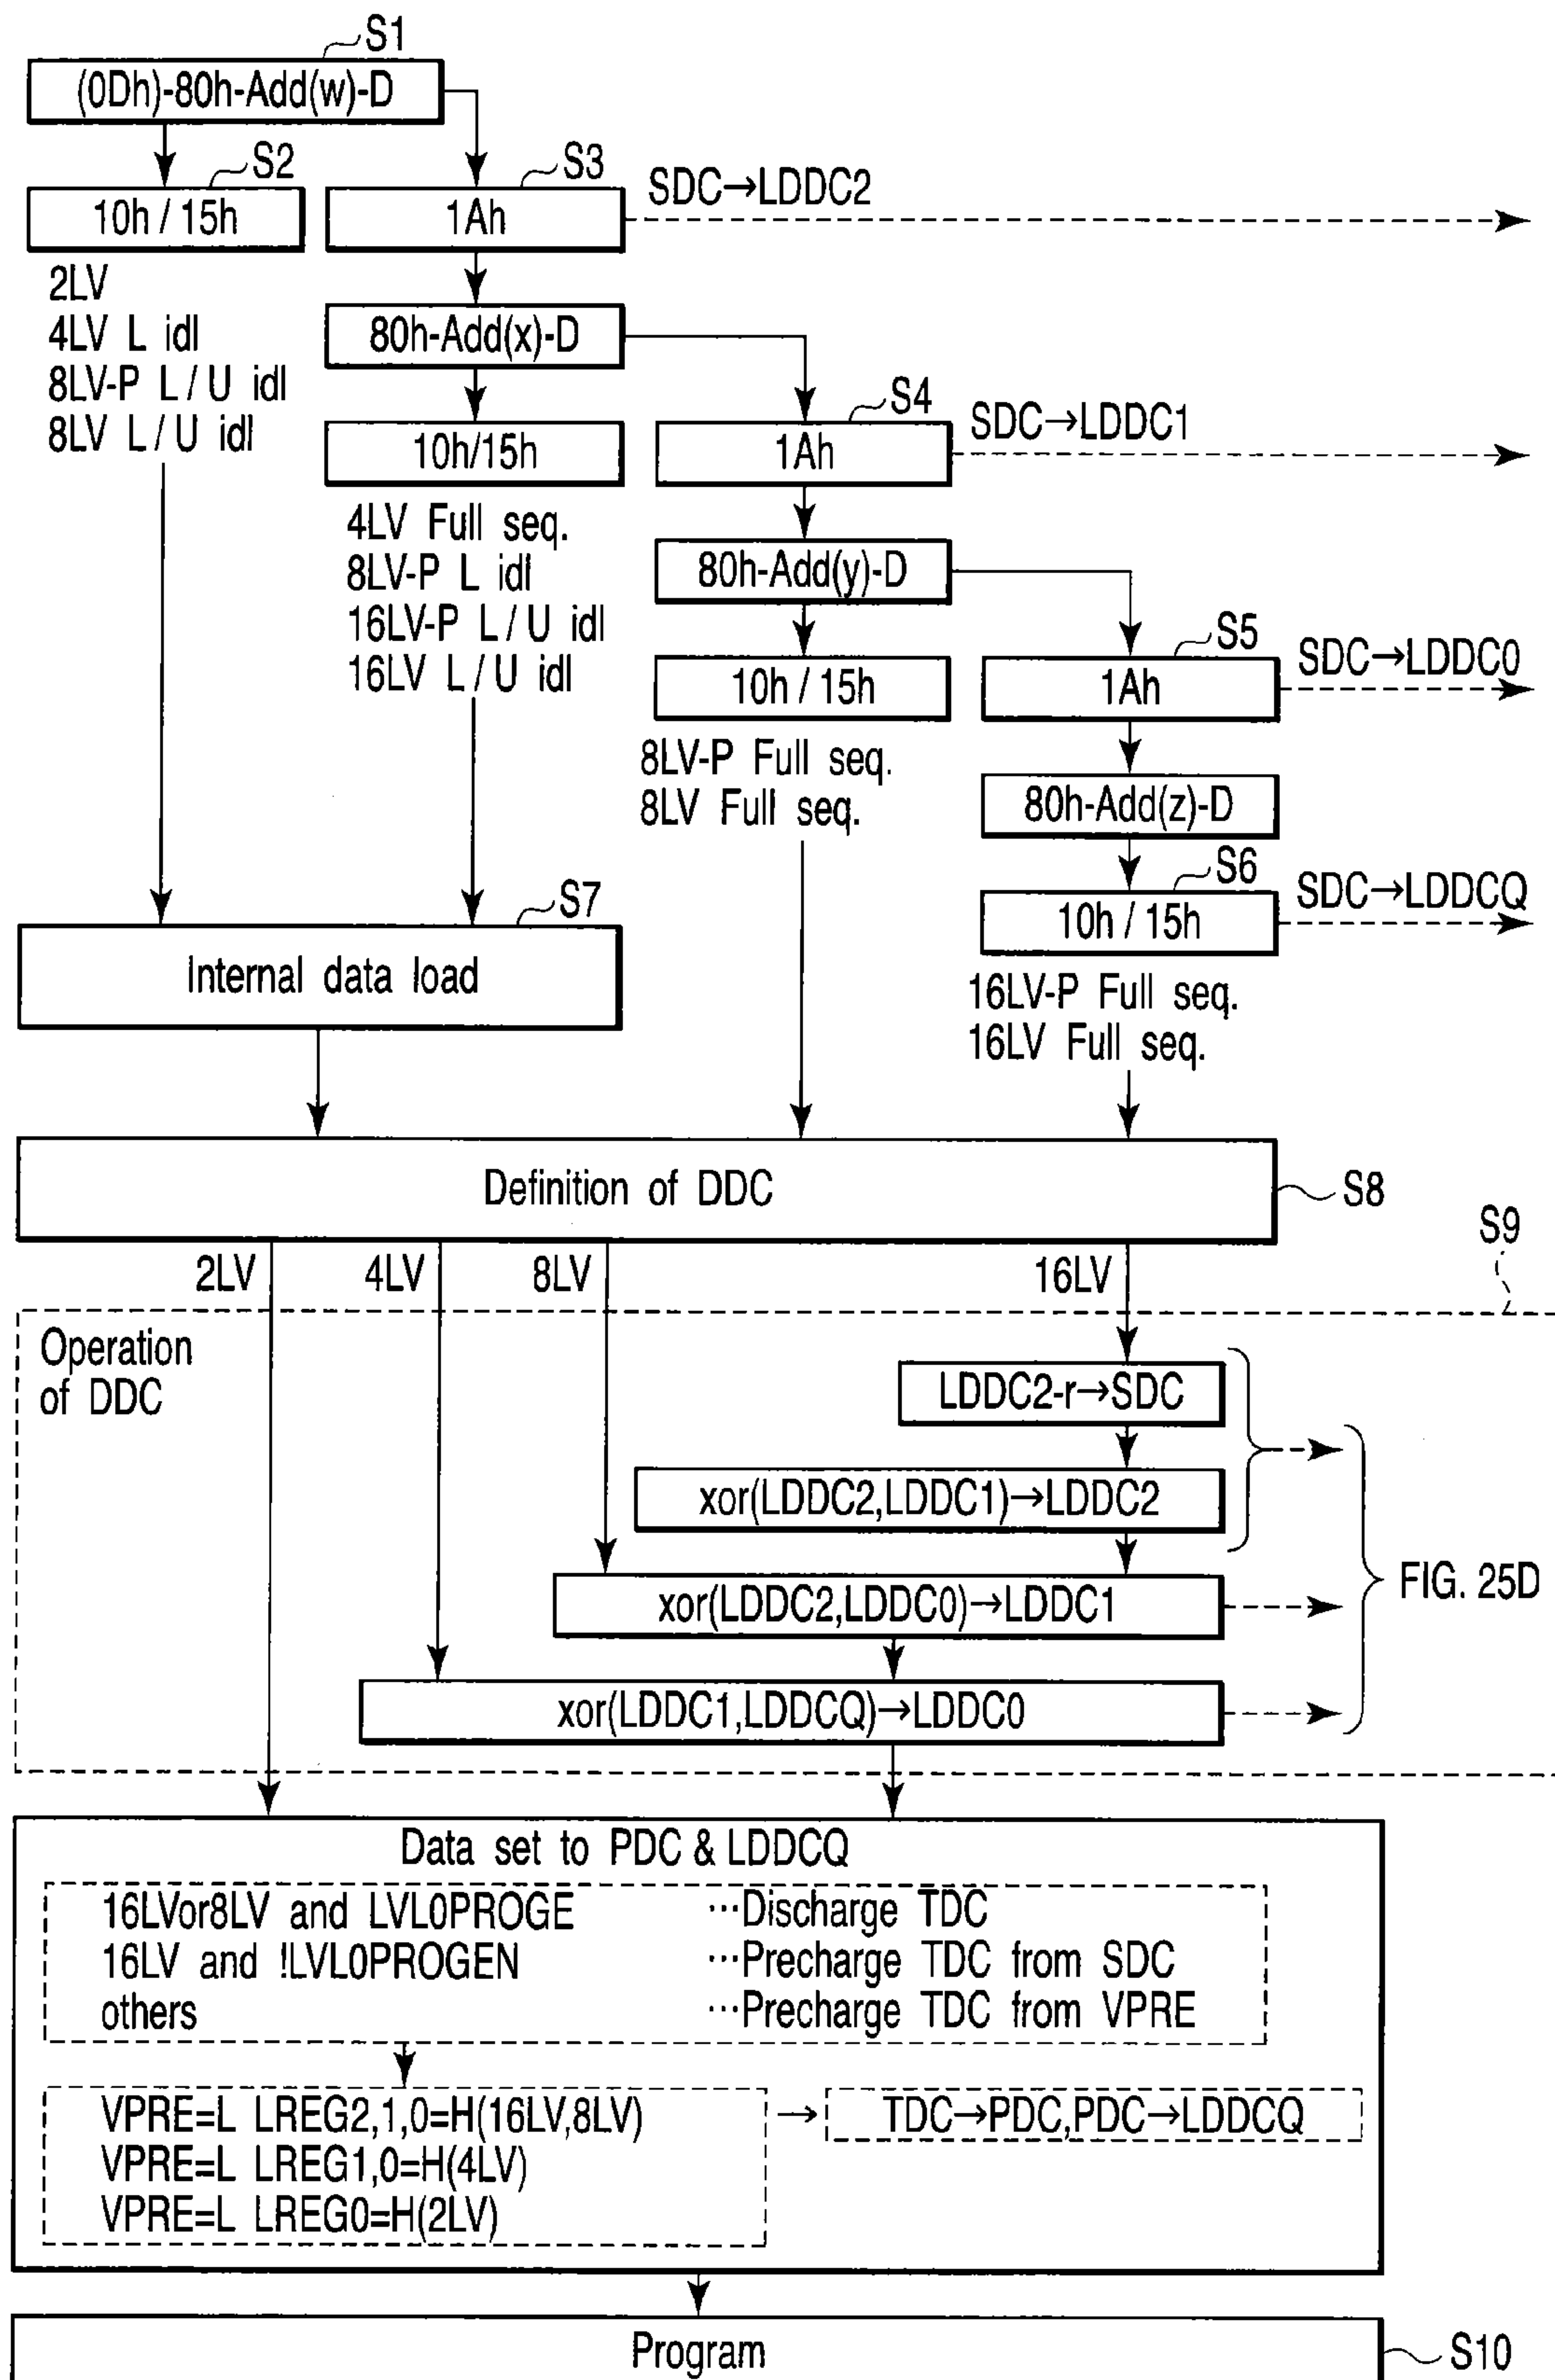 S1
(0Dh)-80h-Add(w)-D
S2
S3
10h / 15h
1Ah
SDC→LDDC2
2LV
4LV L idl
8LV-P L / U idl
8LV L / U idl
80h-Add(x)-D
S4
10h/15h
1Ah
SDC→LDDC1
4LV Full seq.
8LV-P L idl
16LV-P L / U idl
16LV L / U idl
80h-Add(y)-D
S5
10h / 15h
1Ah
SDC→LDDC0
8LV-P Full seq.
8LV Full seq.
80h-Add(z)-D
S6
10h / 15h
SDC→LDDCQ
16LV-P Full seq.
16LV Full seq.
S7
Internal data load
Definition of DDC
S8
S9
2LV
4LV
8LV
16LV
Operation
of DDC
LDDC2-r→SDC
xor(LDDC2,LDDC1)→LDDC2
xor(LDDC2,LDDC0)→LDDC1
xor(LDDC1,LDDCQ)→LDDC0
FIG. 25D
Data set to PDC & LDDCQ
16LVor8LV and LVL0PROGE ···Discharge TDC
16LV and !LVL0PROGEN ···Precharge TDC from SDC
others ···Precharge TDC from VPRE
VPRE=L LREG2,1,0=H(16LV,8LV)
VPRE=L LREG1,0=H(4LV)
VPRE=L LREG0=H(2LV)
TDC→PDC,PDC→LDDCQ
Program
S10